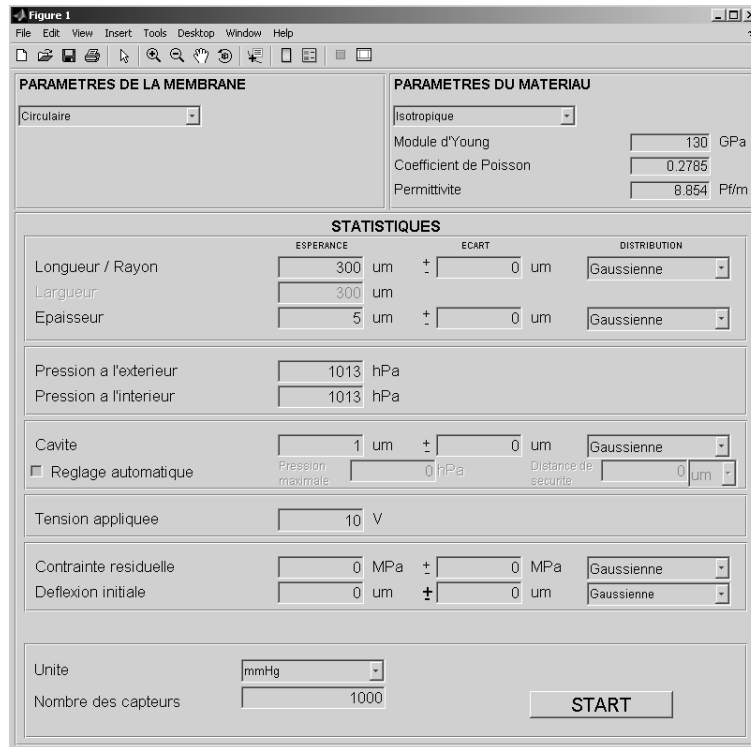 Figure 1
File Edit View Insert Tools Desktop Window Help
PARAMETRES DE LA MEMBRANE
Circulaire
PARAMETRES DU MATERIAU
Isotropique
Module d'Young 130 GPa
Coefficient de Poisson 0.2785
Permittivite 8.854 Pf/m
STATISTIQUES
ESPERANCE ECART DISTRIBUTION
Longueur / Rayon 300 um ± 0 um Gaussienne
Largueur 300 um
Epaisseur 5 um ± 0 um Gaussienne
Pression a l'exterieur 1013 hPa
Pression a l'interieur 1013 hPa
Cavite 1 um ± 0 um Gaussienne
Reglage automatique Pression maximale 0 hPa Distance de securite 0 um
Tension appliquee 10 V
Contrainte residuelle 0 MPa ± 0 MPa Gaussienne
Deflexion initiale 0 um ± 0 um Gaussienne
Unite mmHg
Nombre des capteurs 1000
START